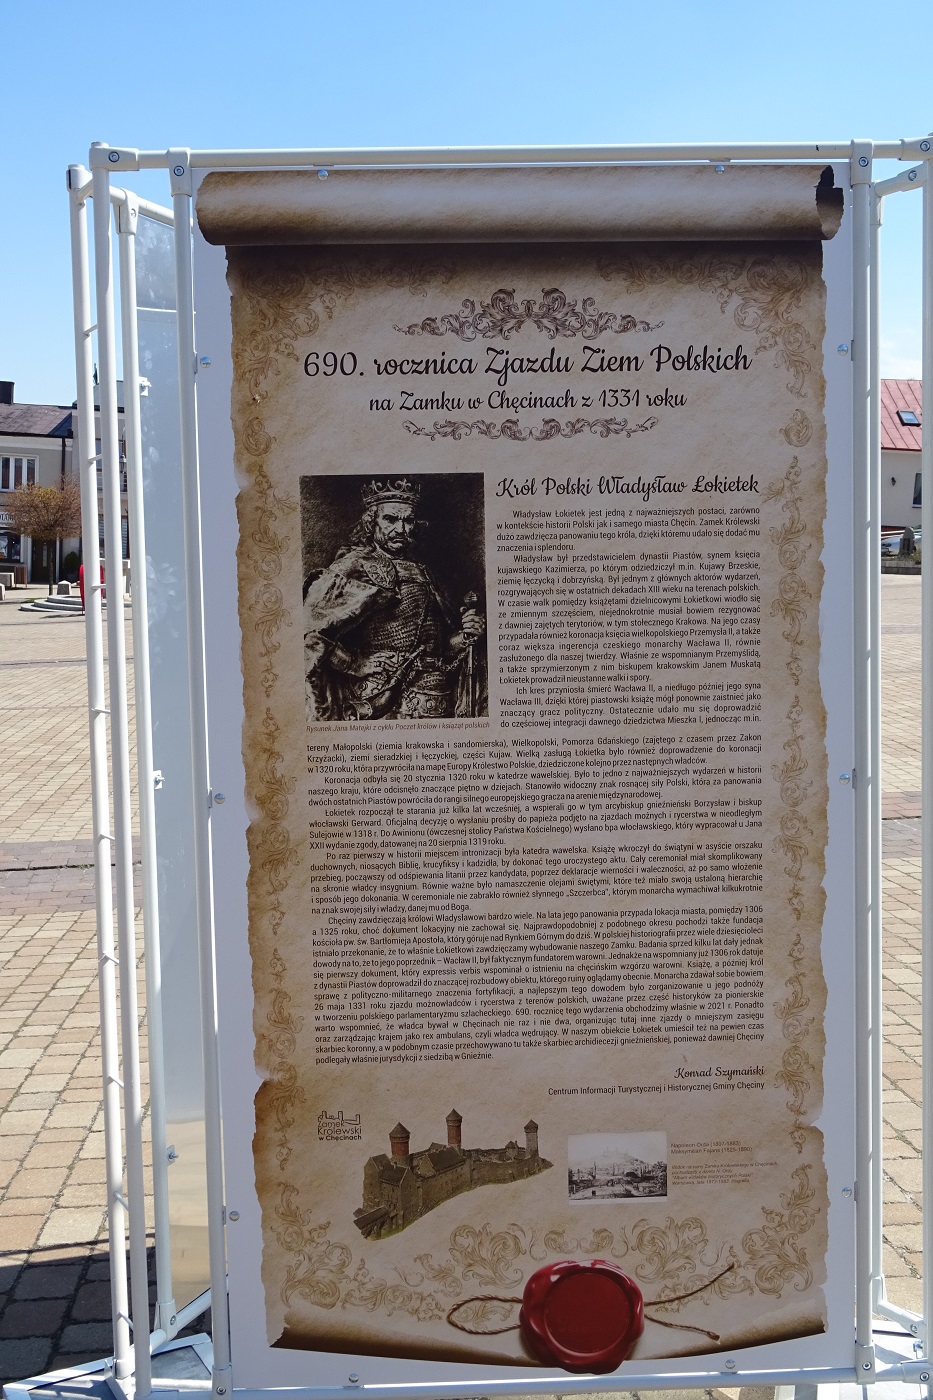 690. rocznica Zjazdu Ziem Polskich
na Zamku w Chęcinach z 1331 roku
Król Polski Władysław Łokietek
Władysław Łokietek jest jedną z najważniejszych postaci, zarówno
w kontekście historii Polski jak i samego miasta Chęcin. Zamek Królewski
dużo zawdzięcza panowaniu tego króla, dzięki któremu udało się dodać mu
znaczenia i splendoru.
Władysław był przedstawicielem dynastii Piastów, synem księcia
kujawskiego Kazimierza, po którym odziedziczył m.in. Kujawy Brzeskie,
ziemię łęczycką i dobrzyńską. Był jednym z głównych aktorów wydarzeń,
rozgrywających się w ostatnich dekadach XIII wieku na terenach polskich.
W czasie walk pomiędzy książętami dzielnicowymi Łokietkowi wiodło się
ze zmiennym szczęściem, niejednokrotnie musiał bowiem rezygnować
z dawniej zajętych terytoriów, w tym stołecznego Krakowa. Na jego czasy
przypadała również koronacja księcia wielkopolskiego Przemysła II, a także
coraz większa ingerencja czeskiego monarchy Wacława II, równie
zasłużonego dla naszej twierdzy. Właśnie ze wspomnianym Przemyślidą,
a także sprzymierzonym z nim biskupem krakowskim Janem Muskatą
Łokietek prowadził nieustanne walki i spory.
Ich kres przyniosła śmierć Wacława II, a niedługo później jego syna
Wacława III, dzięki której piastowski książę mógł ponownie zaistnieć jako
znaczący gracz polityczny. Ostatecznie udało mu się doprowadzić
do częściowej integracji dawnego dziedzictwa Mieszka I, jednocząc m.in.
Rysunek Jana Matejki z cyklu Poczet królów i książąt polskich
tereny Małopolski (ziemia krakowska i sandomierska), Wielkopolski, Pomorza Gdańskiego (zajętego z czasem przez Zakon
Krzyżacki), ziemi sieradzkiej i łęczyckiej, części Kujaw. Wielką zasługą Łokietka było również doprowadzenie do koronacji
w 1320 roku, która przywróciła na mapę Europy Królestwo Polskie, dziedziczone kolejno przez następnych władców.
Koronacja odbyła się 20 stycznia 1320 roku w katedrze wawelskiej. Było to jedno z najważniejszych wydarzeń w historii
naszego kraju, które odcisnęło znaczące piętno w dziejach. Stanowiło widoczny znak rosnącej siły Polski, która za panowania
dwóch ostatnich Piastów powróciła do rangi silnego europejskiego gracza na arenie międzynarodowej.
Łokietek rozpoczął te starania już kilka lat wcześniej, a wspierali go w tym arcybiskup gnieźnieński Borzysław i biskup
włocławski Gerward. Oficjalną decyzję o wysłaniu prośby do papieża podjęto na zjazdach możnych i rycerstwa w niedległym
Sulejowie w 1318 r. Do Awinionu (ówczesnej stolicy Państwa Kościelnego) wysłano bpa włocławskiego, który wypracował u Jana
XXII wydanie zgody, datowanej na 20 sierpnia 1319 roku.
Po raz pierwszy w historii miejscem intronizacji była katedra wawelska. Książę wkroczył do świątyni w asyście orszaku
duchownych, niosących Biblię, krucyfiksy i kadzidła, by dokonać tego uroczystego aktu. Cały ceremoniał miał skomplikowany
przebieg, począwszy od odśpiewania litanii przez kandydata, poprzez deklaracje wierności i waleczności, aż po samo włożenie
na skronie władcy insygnium. Równie ważne było namaszczenie olejami świętymi, które też miało swoją ustaloną hierarchię
i sposób jego dokonania. W ceremoniale nie zabrakło również słynnego „Szczerbca", którym monarcha wymachiwał kilkukrotnie
na znak swojej siły i władzy, danej mu od Boga.
Chęciny zawdzięczają królowi Władysławowi bardzo wiele. Na lata jego panowania przypada lokacja miasta, pomiędzy 1306
a 1325 roku, choć dokument lokacyjny nie zachował się. Najprawdopodobniej z podobnego okresu pochodzi także fundacja
kościoła pw. św. Bartłomieja Apostoła, który góruje nad Rynkiem Górnym do dziś. W polskiej historiografii przez wiele dziesięcioleci
istniało przekonanie, że to właśnie Łokietkowi zawdzięczamy wybudowanie naszego Zamku. Badania sprzed kilku lat dały jednak
dowody na to, że to jego poprzednik – Wacław II, był faktycznym fundatorem warowni. Jednakże na wspomniany już 1306 rok datuje
się pierwszy dokument, który expressis verbis wspominał o istnieniu na chęcińskim wzgórzu warowni. Książę, a później król
z dynastii Piastów doprowadził do znaczącej rozbudowy obiektu, którego ruiny oglądamy obecnie. Monarcha zdawał sobie bowiem
sprawę z polityczno-militarnego znaczenia fortyfikacji, a najlepszym tego dowodem było zorganizowanie u jego podnóży
26 maja 1331 roku zjazdu możnowładców i rycerstwa z terenów polskich, uważane przez część historyków za pionierskie
w tworzeniu polskiego parlamentaryzmu szlacheckiego. 690. rocznicę tego wydarzenia obchodzimy właśnie w 2021 r. Ponadto
warto wspomnieć, że władca bywał w Chęcinach nie raz i nie dwa, organizując tutaj inne zjazdy o mniejszym zasięgu
oraz zarządzając krajem jako rex ambulans, czyli władca wędrujący. W naszym obiekcie Łokietek umieścił też na pewien czas
skarbiec koronny, a w podobnym czasie przechowywano tu także skarbiec archidiecezji gnieźnieńskiej, ponieważ dawniej Chęciny
podlegały właśnie jurysdykcji z siedzibą w Gnieźnie.
Konrad Szymański
Centrum Informacji Turystycznej i Historycznej Gminy Chęciny
Zamek
Królewski
w Chęcinach
Napoleon Orda (1807-1883)
Maksymilian Fajans (1825-1890)